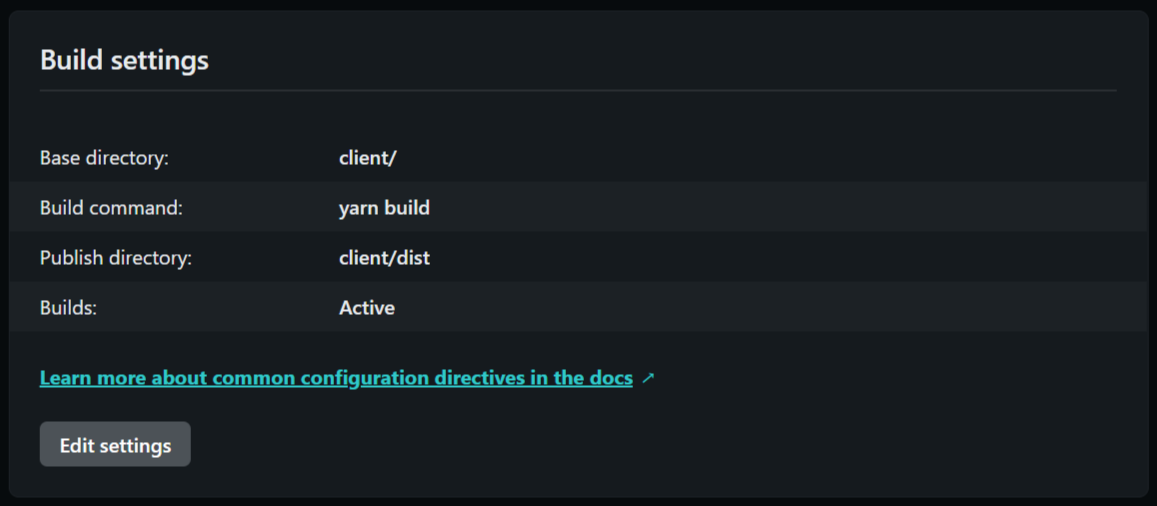 Build settings
Base directory: client/
Build command: yarn build
Publish directory: client/dist
Builds: Active
Learn more about common configuration directives in the docs ↗
Edit settings